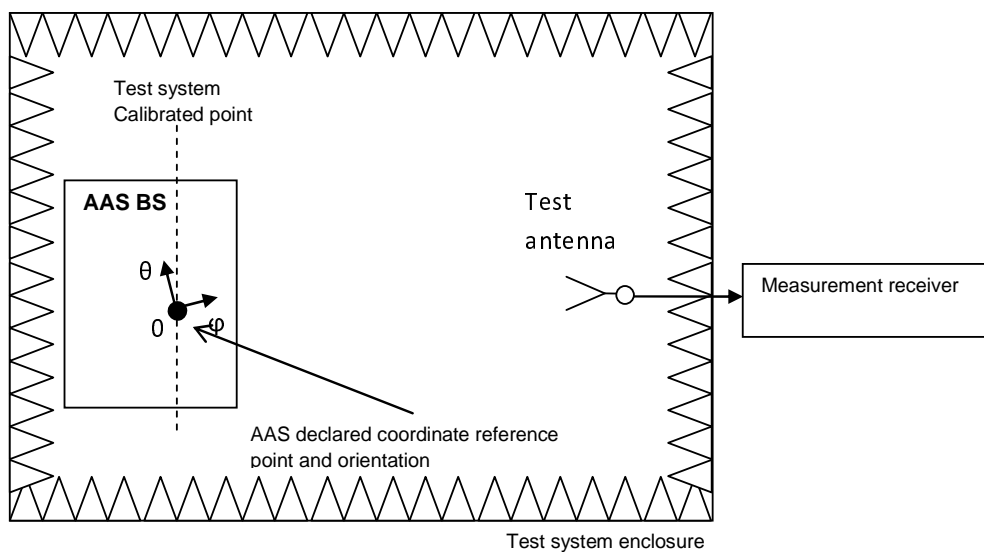 Test system
Calibrated point
AAS BS
Test
antenna
θ
Measurement receiver
0
φ
AAS declared coordinate reference
point and orientation
Test system enclosure